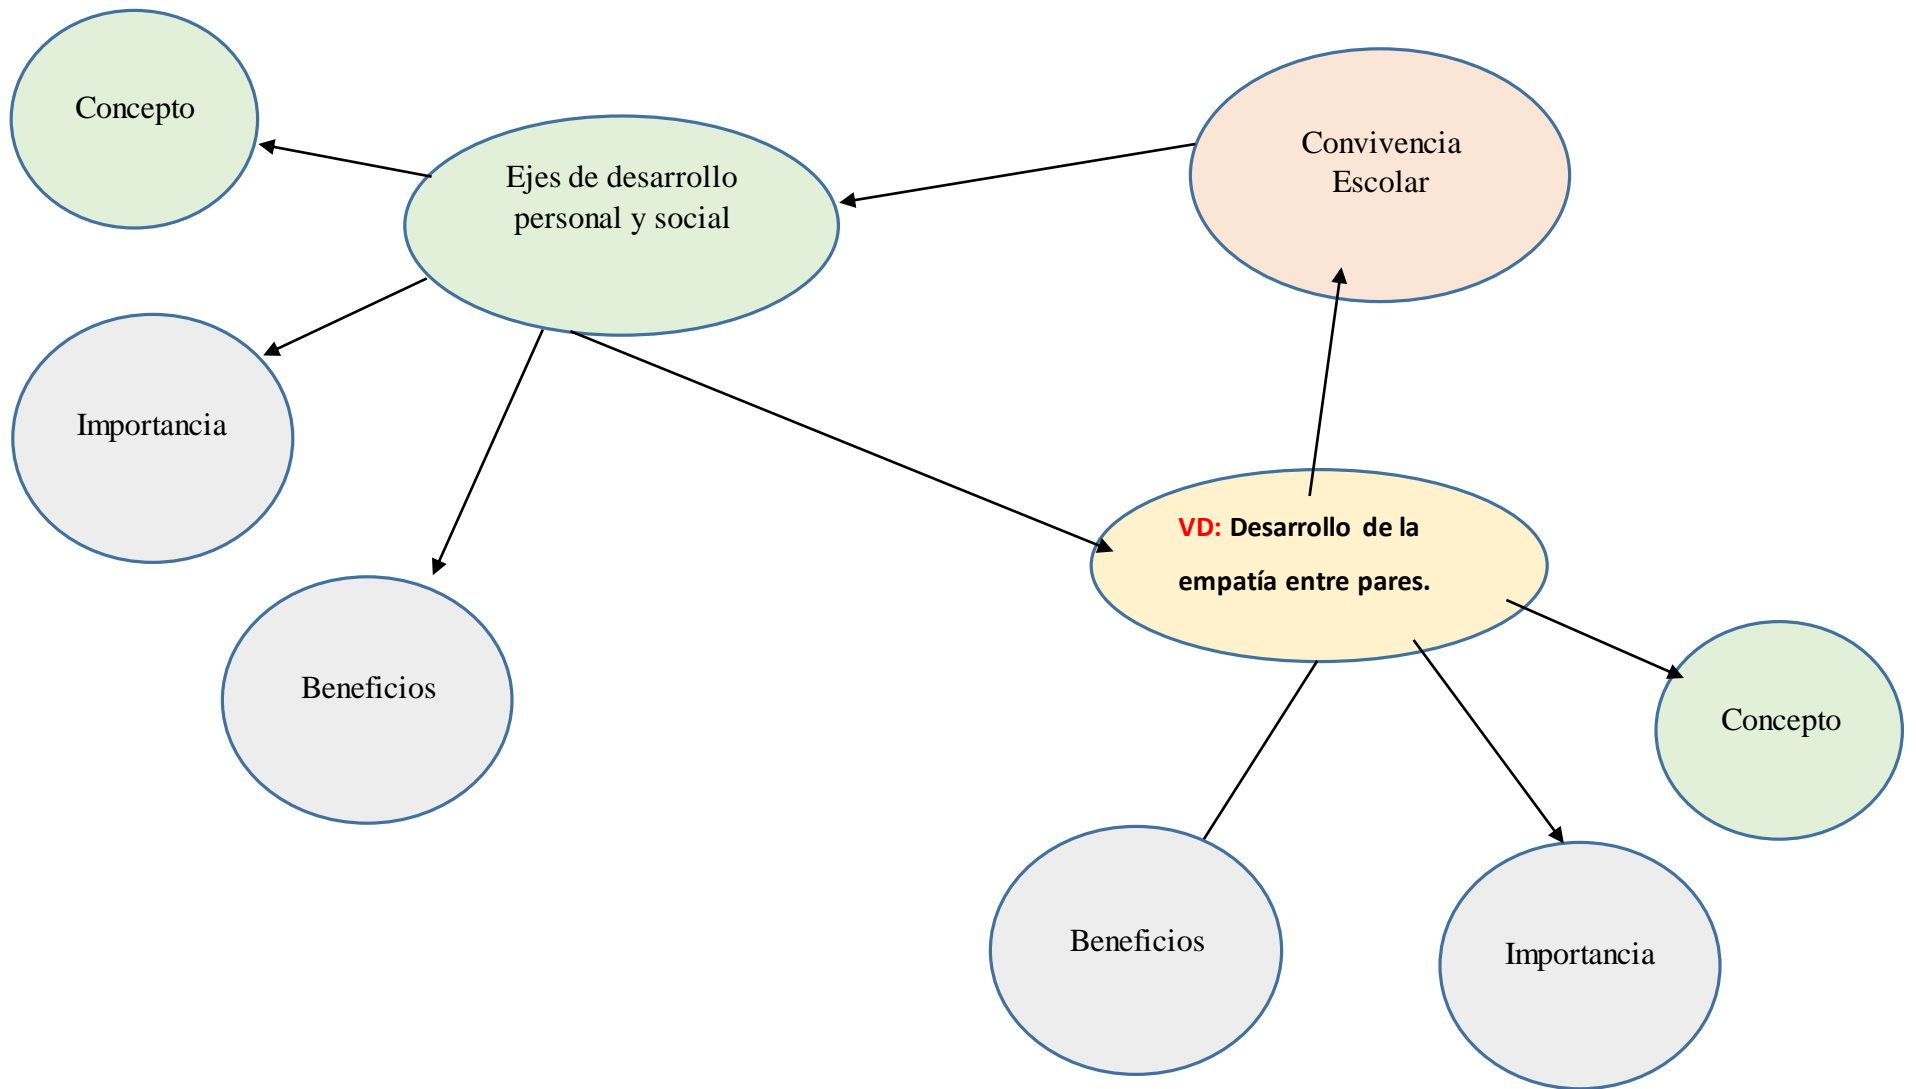 Concepto
Ejes de desarrollo
personal y social
Convivencia
Escolar
Importancia
Beneficios
VD: Desarrollo de la
empatía entre pares.
Concepto
Beneficios
Importancia